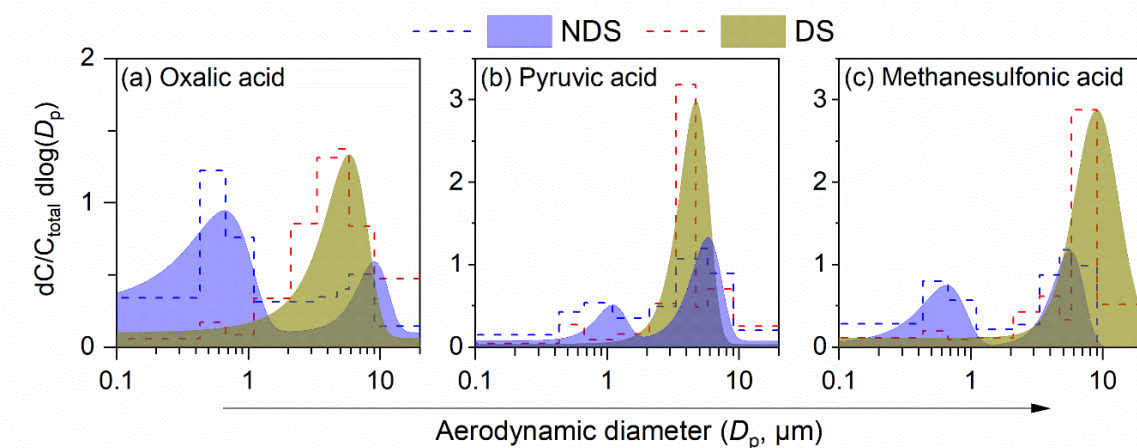 NDS DS
(a) Oxalic acid
(b) Pyruvic acid
(c) Methanesulfonic acid
dC/C_total dlog(D_p)
2
1
0
3
2
1
0
3
2
1
0
0.1 1 10
0.1 1 10
0.1 1 10
Aerodynamic diameter (D_p, μm)